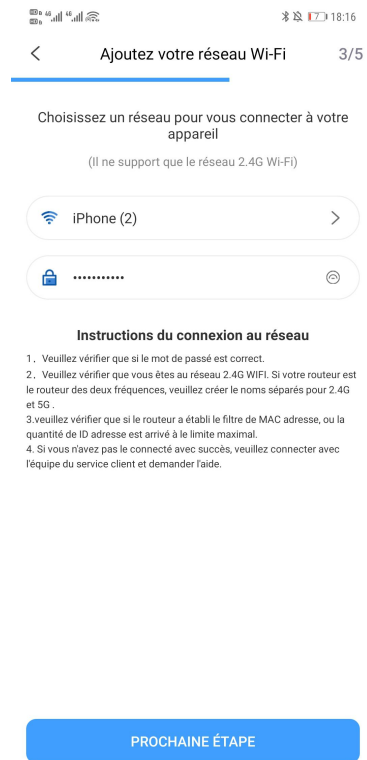 HD B 4G 4G 7 18:16
HD B
Ajoutez votre réseau Wi-Fi 3/5
Choisissez un réseau pour vous connecter à votre
appareil
(Il ne support que le réseau 2.4G Wi-Fi)
iPhone (2)
•••••••••••
Instructions du connexion au réseau
1、Veuillez vérifier que si le mot de passé est correct.
2、Veuillez vérifier que vous êtes au réseau 2.4G WIFI. Si votre routeur est
le routeur des deux fréquences, veuillez créer le noms séparés pour 2.4G
et 5G .
3.veuillez vérifier que si le routeur a établi le filtre de MAC adresse, ou la
quantité de ID adresse est arrivé à le limite maximal.
4. Si vous n'avez pas le connecté avec succès, veuillez connecter avec
l'équipe du service client et demander l'aide.
PROCHAINE ÉTAPE